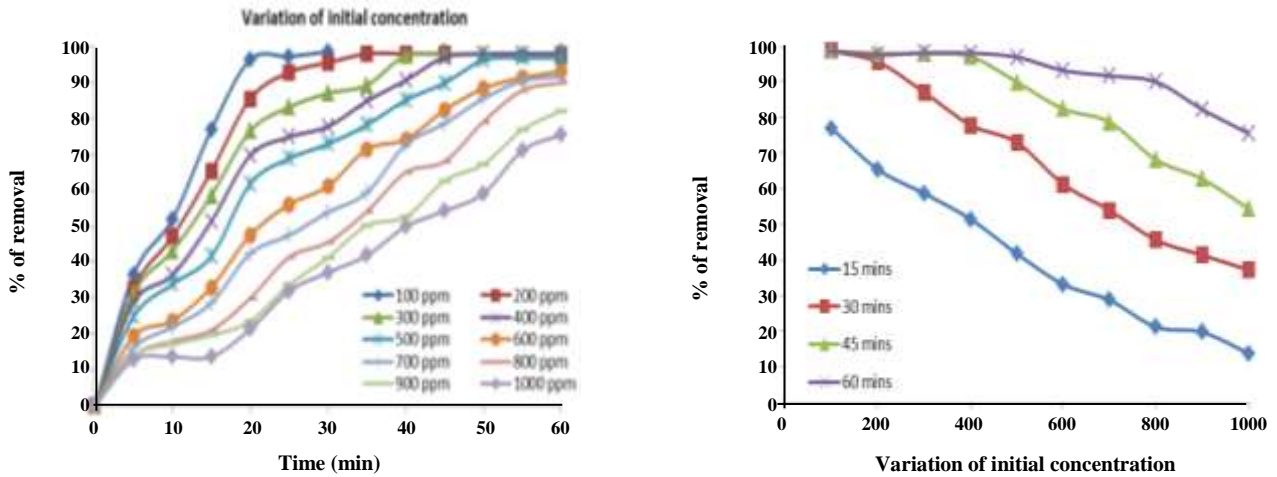 Variation of initial concentration
% of removal
100
90
80
70
60
50
40
30
20
10
0
0 10 20 30 40 50 60
Time (min)
100 ppm 200 ppm
300 ppm 400 ppm
500 ppm 600 ppm
700 ppm 800 ppm
900 ppm 1000 ppm
% of removal
100
90
80
70
60
50
40
30
20
10
0
0 200 400 600 800 1000
Variation of initial concentration
15 mins
30 mins
45 mins
60 mins